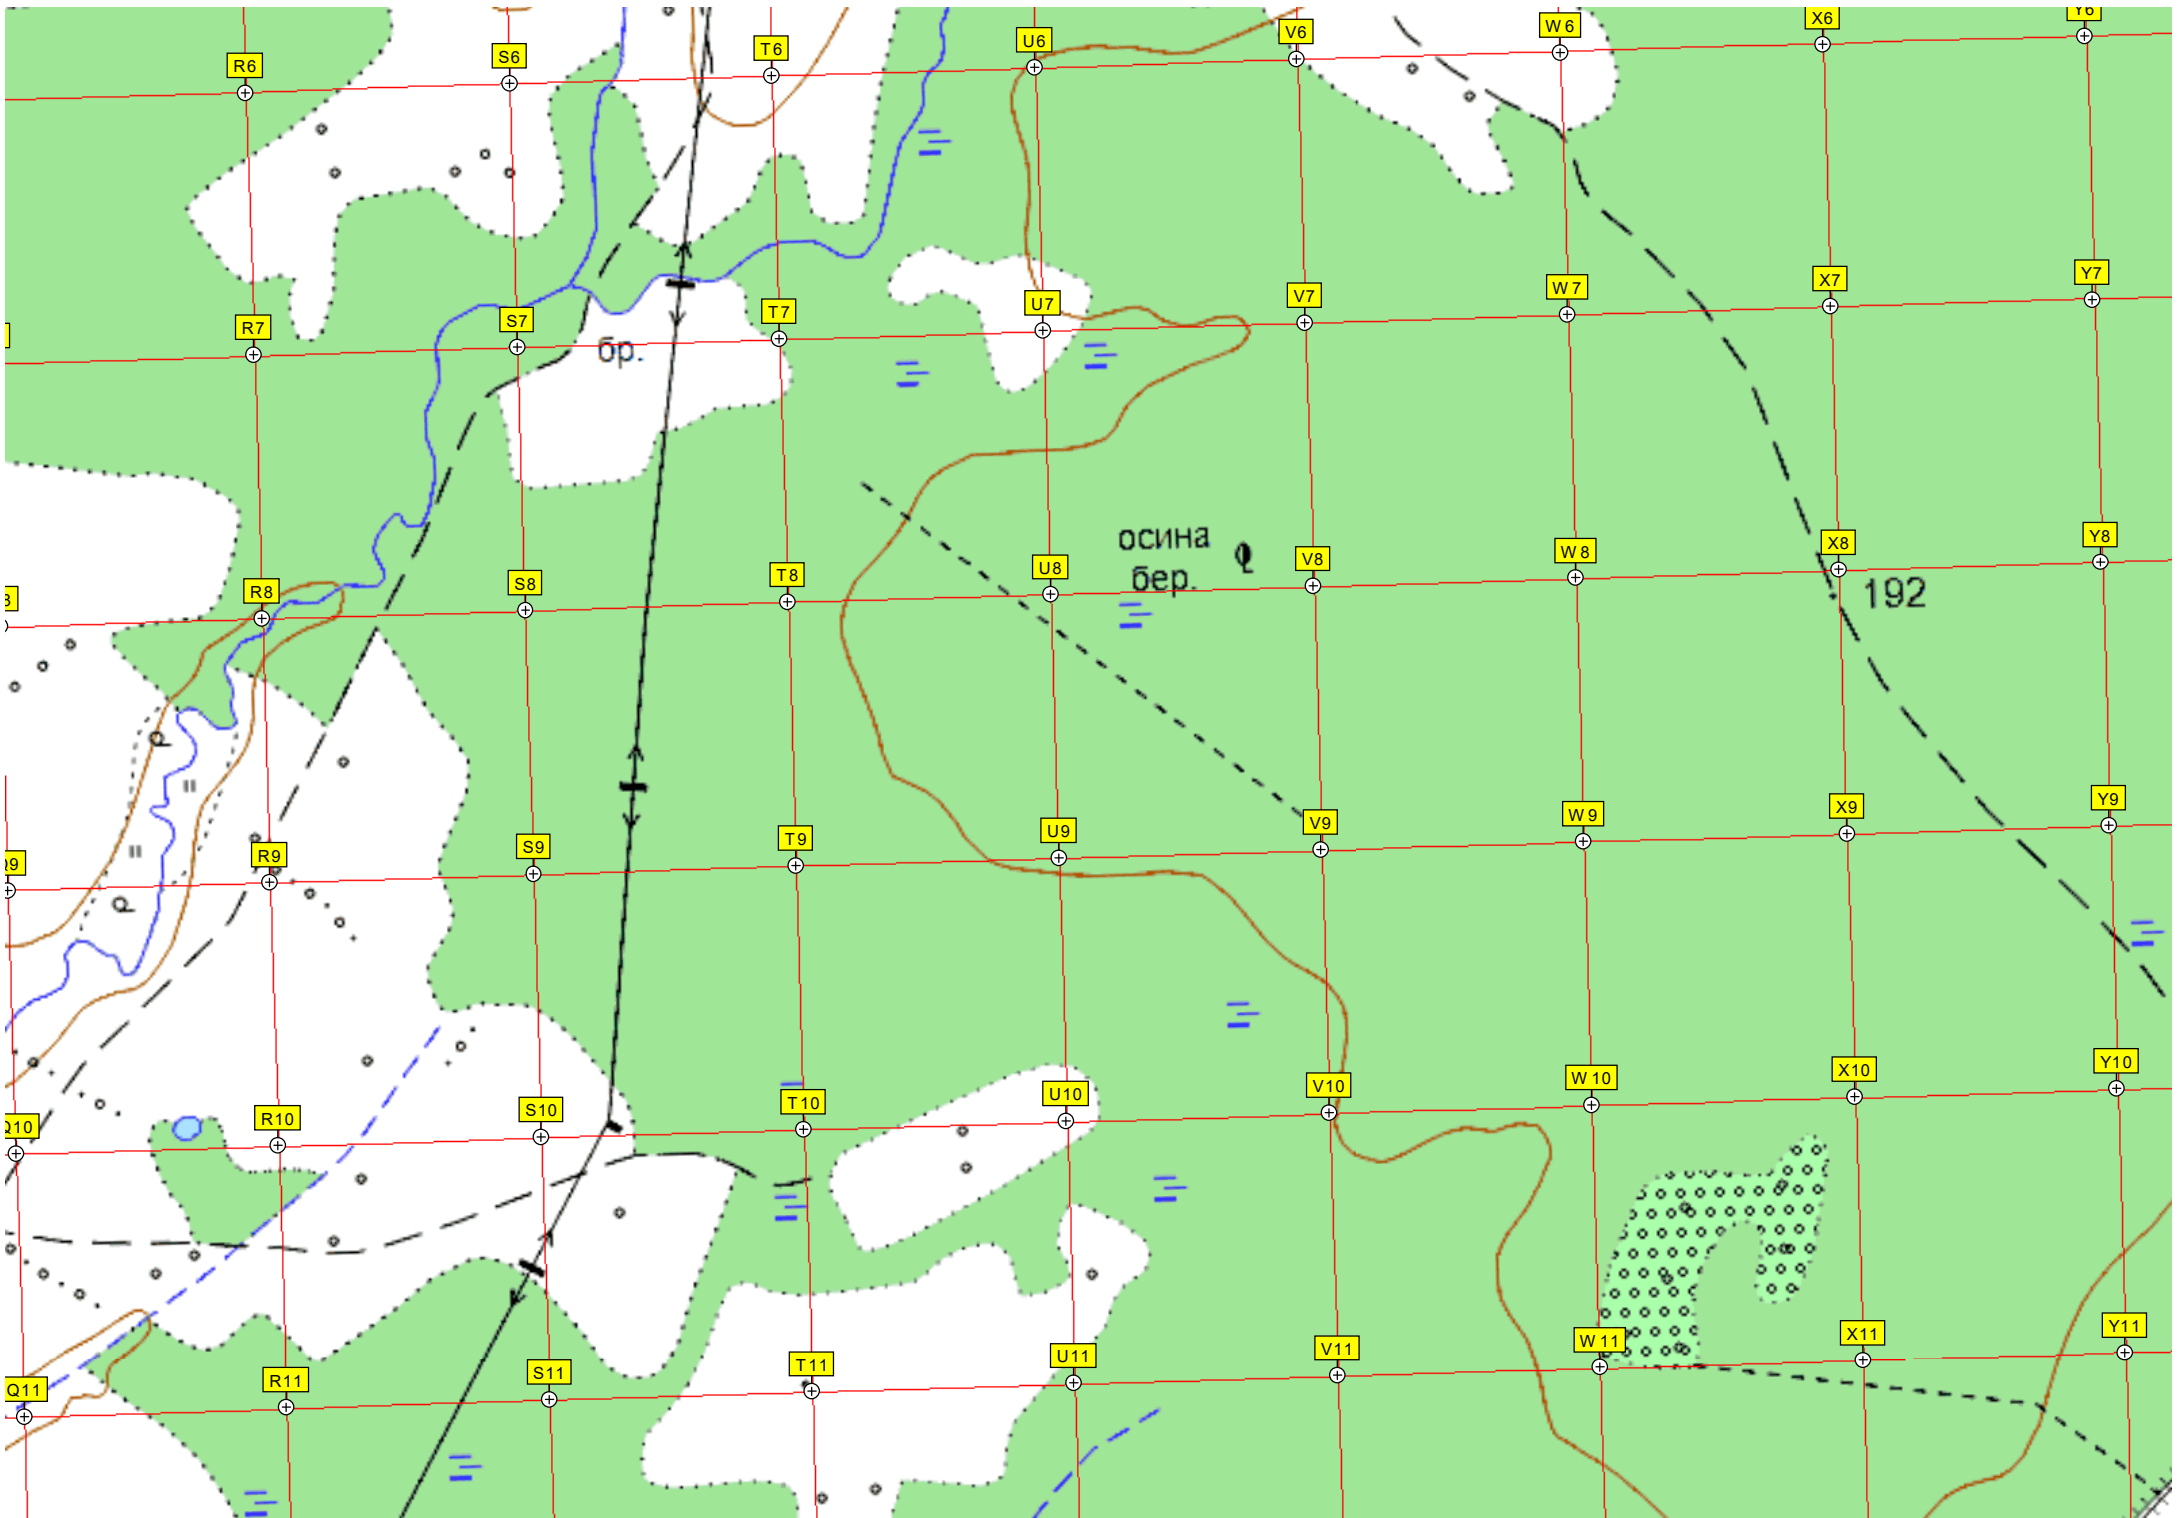 R6 S6 T6 U6 V6 W6 X6 Y6
R7 S7 T7 U7 V7 W7 X7 Y7
бр.
осина
бер.
R8 S8 T8 U8 V8 W8 X8 Y8
192
R9 S9 T9 U9 V9 W9 X9 Y9
Q10 R10 S10 T10 U10 V10 W10 X10 Y10
Q11 R11 S11 T11 U11 V11 W11 X11 Y11